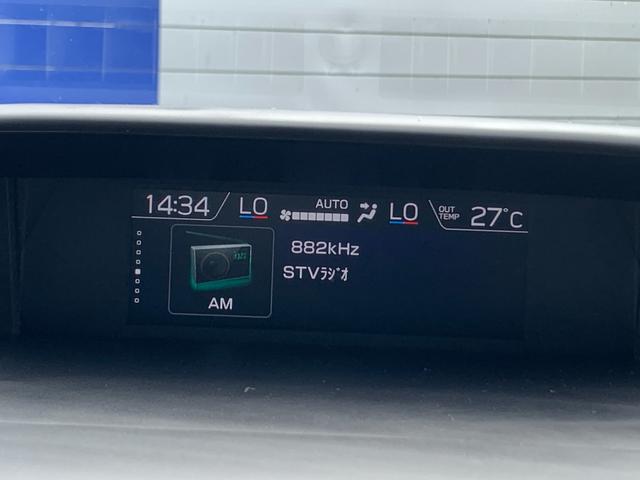 14:34 LO AUTO LO OUT TEMP 27°C
882kHz
STVﾗｼﾞｵ
AM